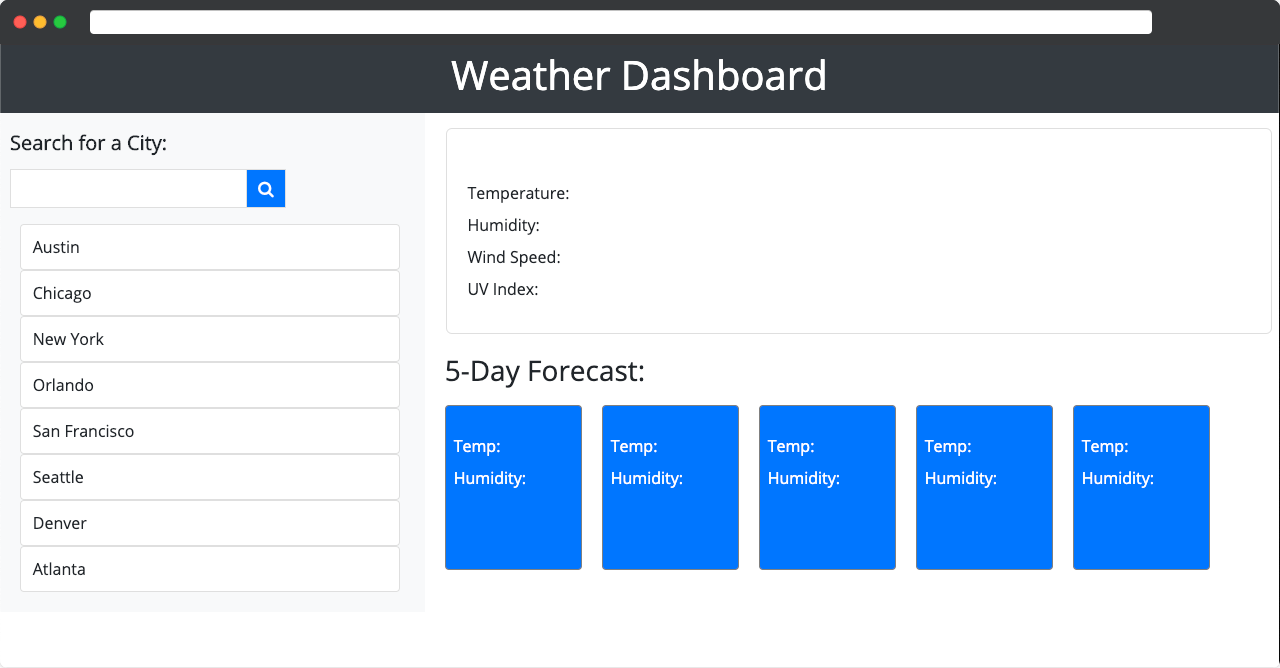 Weather Dashboard
Search for a City:
Austin
Chicago
New York
Orlando
San Francisco
Seattle
Denver
Atlanta
Temperature:
Humidity:
Wind Speed:
UV Index:
5-Day Forecast:
Temp:
Humidity:
Temp:
Humidity:
Temp:
Humidity:
Temp:
Humidity:
Temp:
Humidity: